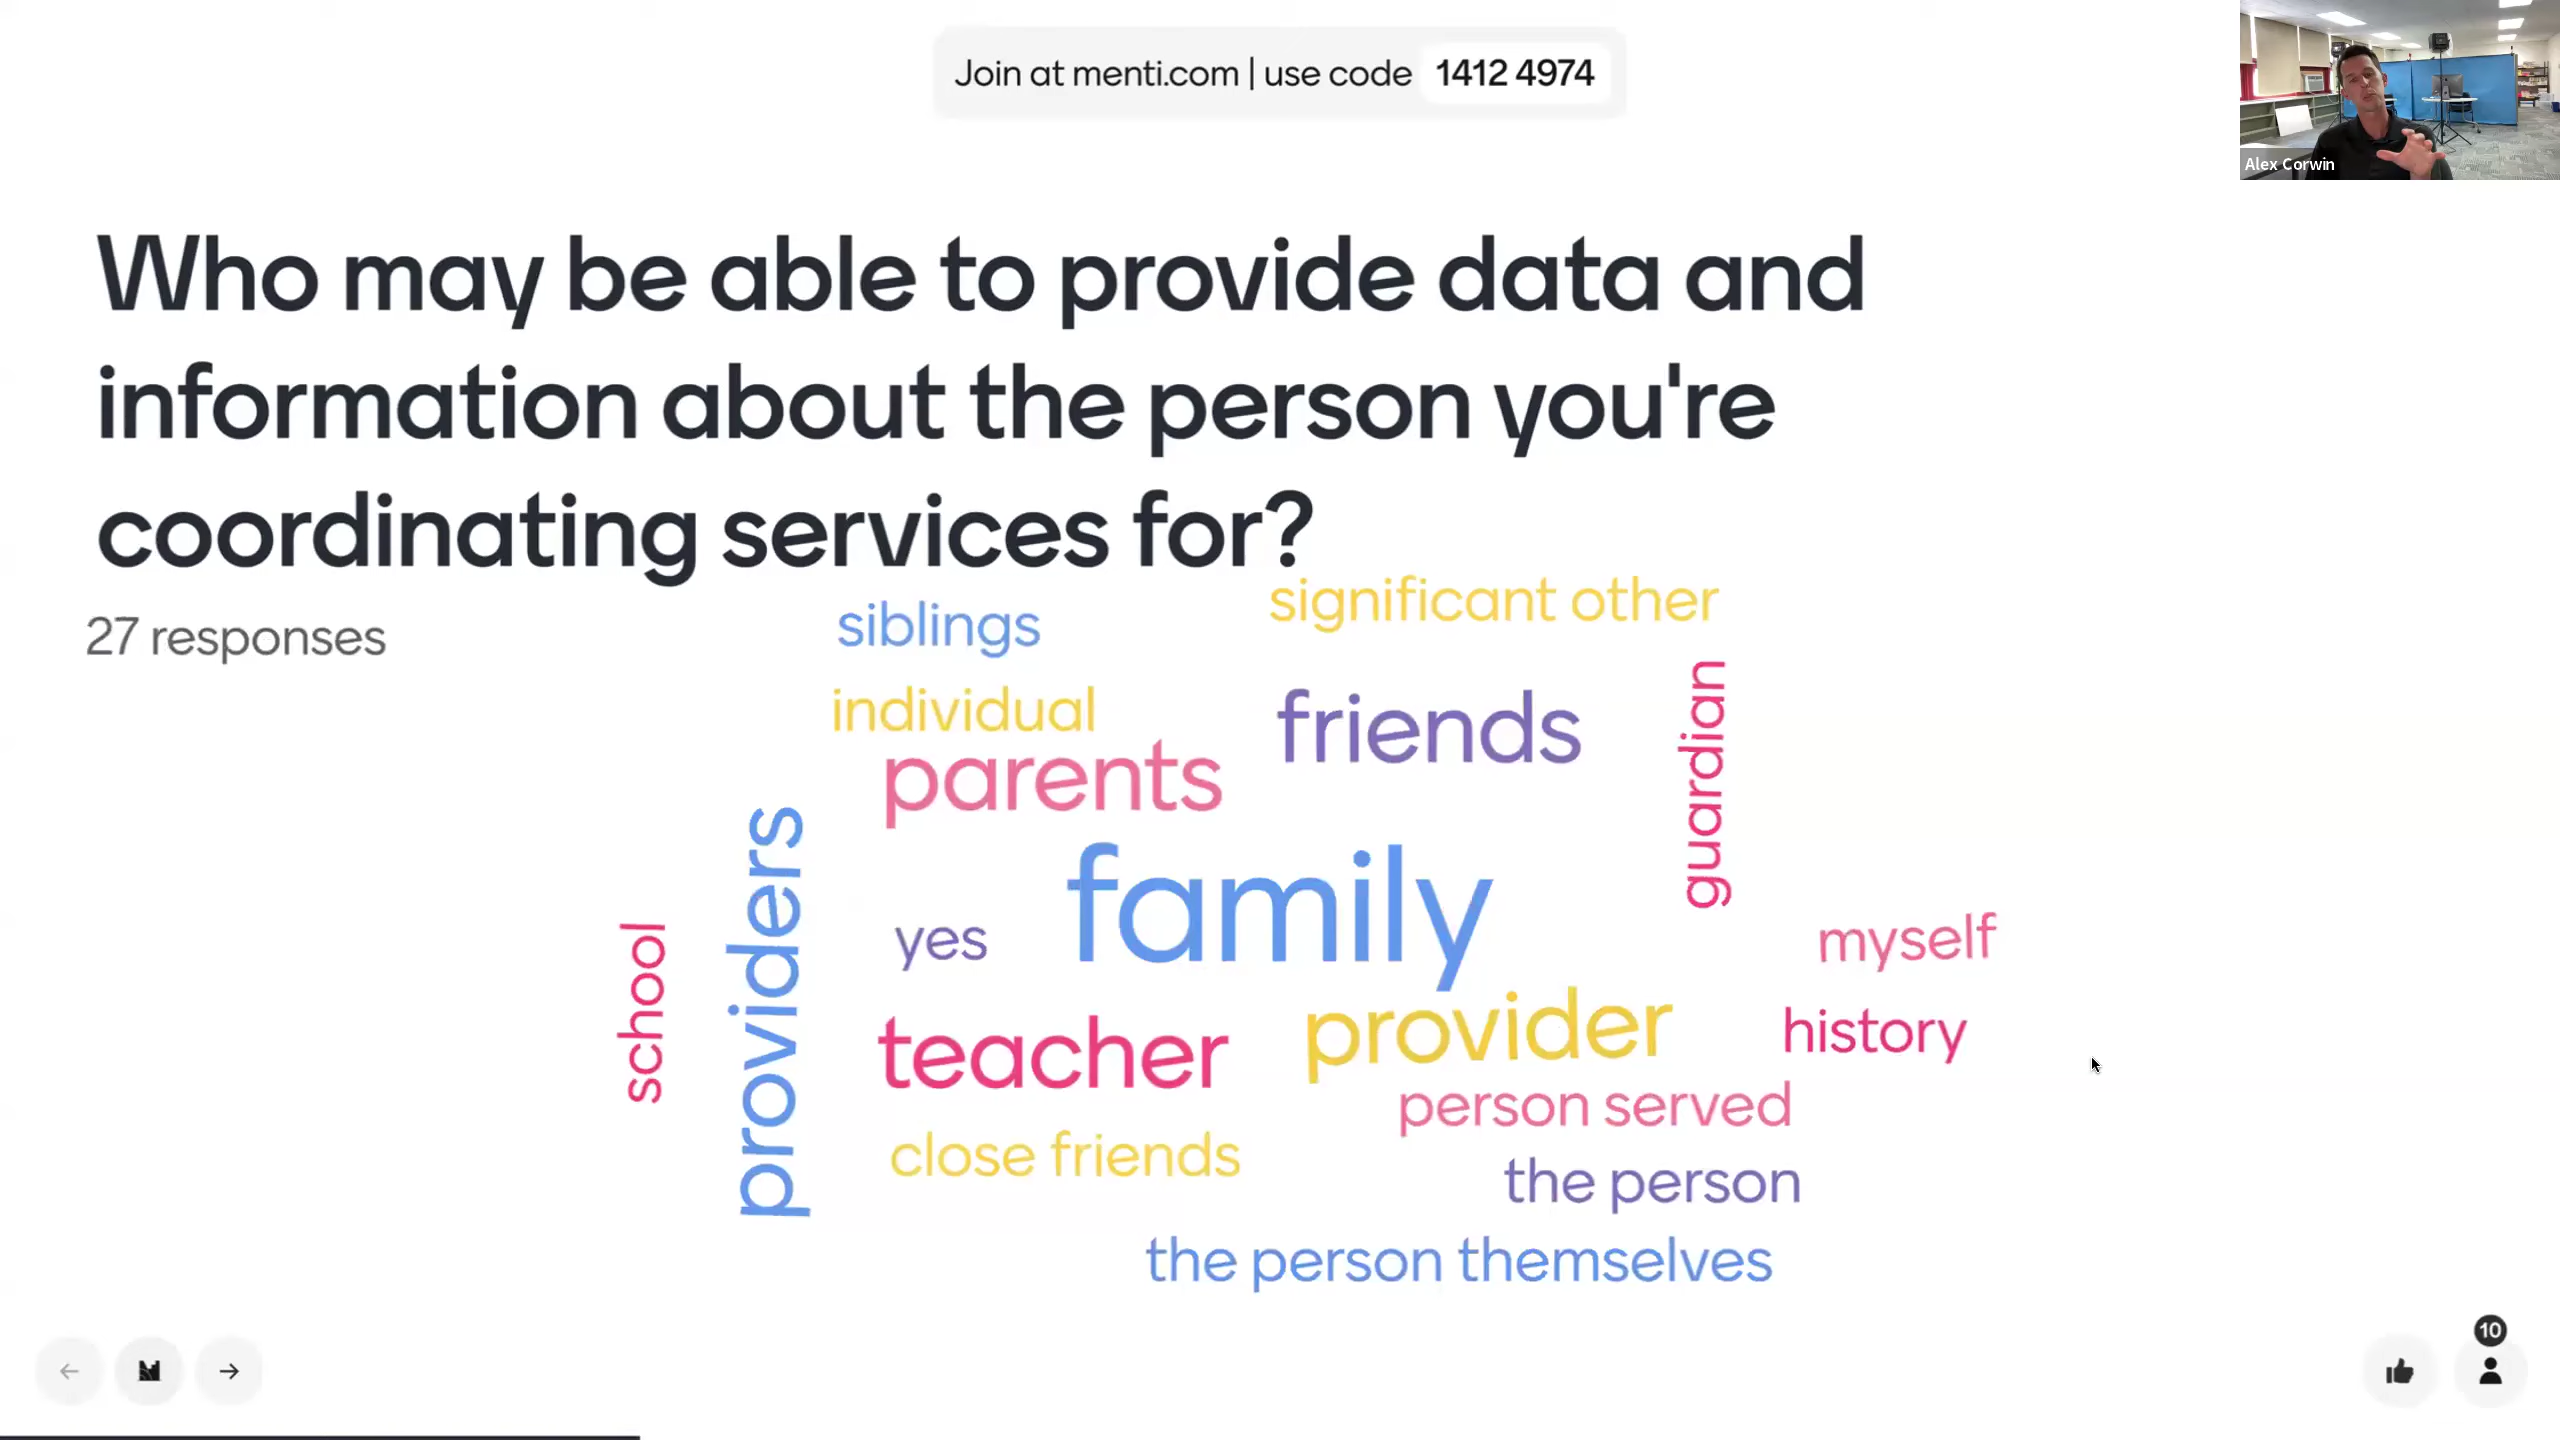 Join at menti.com | use code 1412 4974
Alex Corwin
Who may be able to provide data and
information about the person you're
coordinating services for?
27 responses
significant other
siblings
individual
friends
guardian
parents
providers
family
school
yes
myself
teacher
provider
history
person served
close friends
the person
the person themselves
10